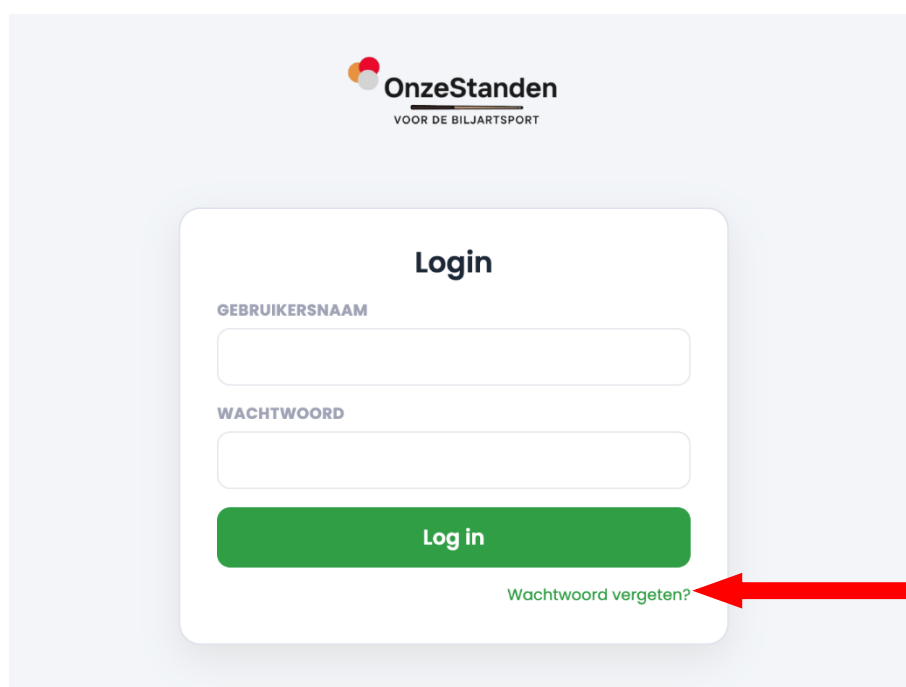 OnzeStanden
VOOR DE BILJARTSPORT
Login
GEBRUIKERSNAAM
WACHTWOORD
Log in
Wachtwoord vergeten?